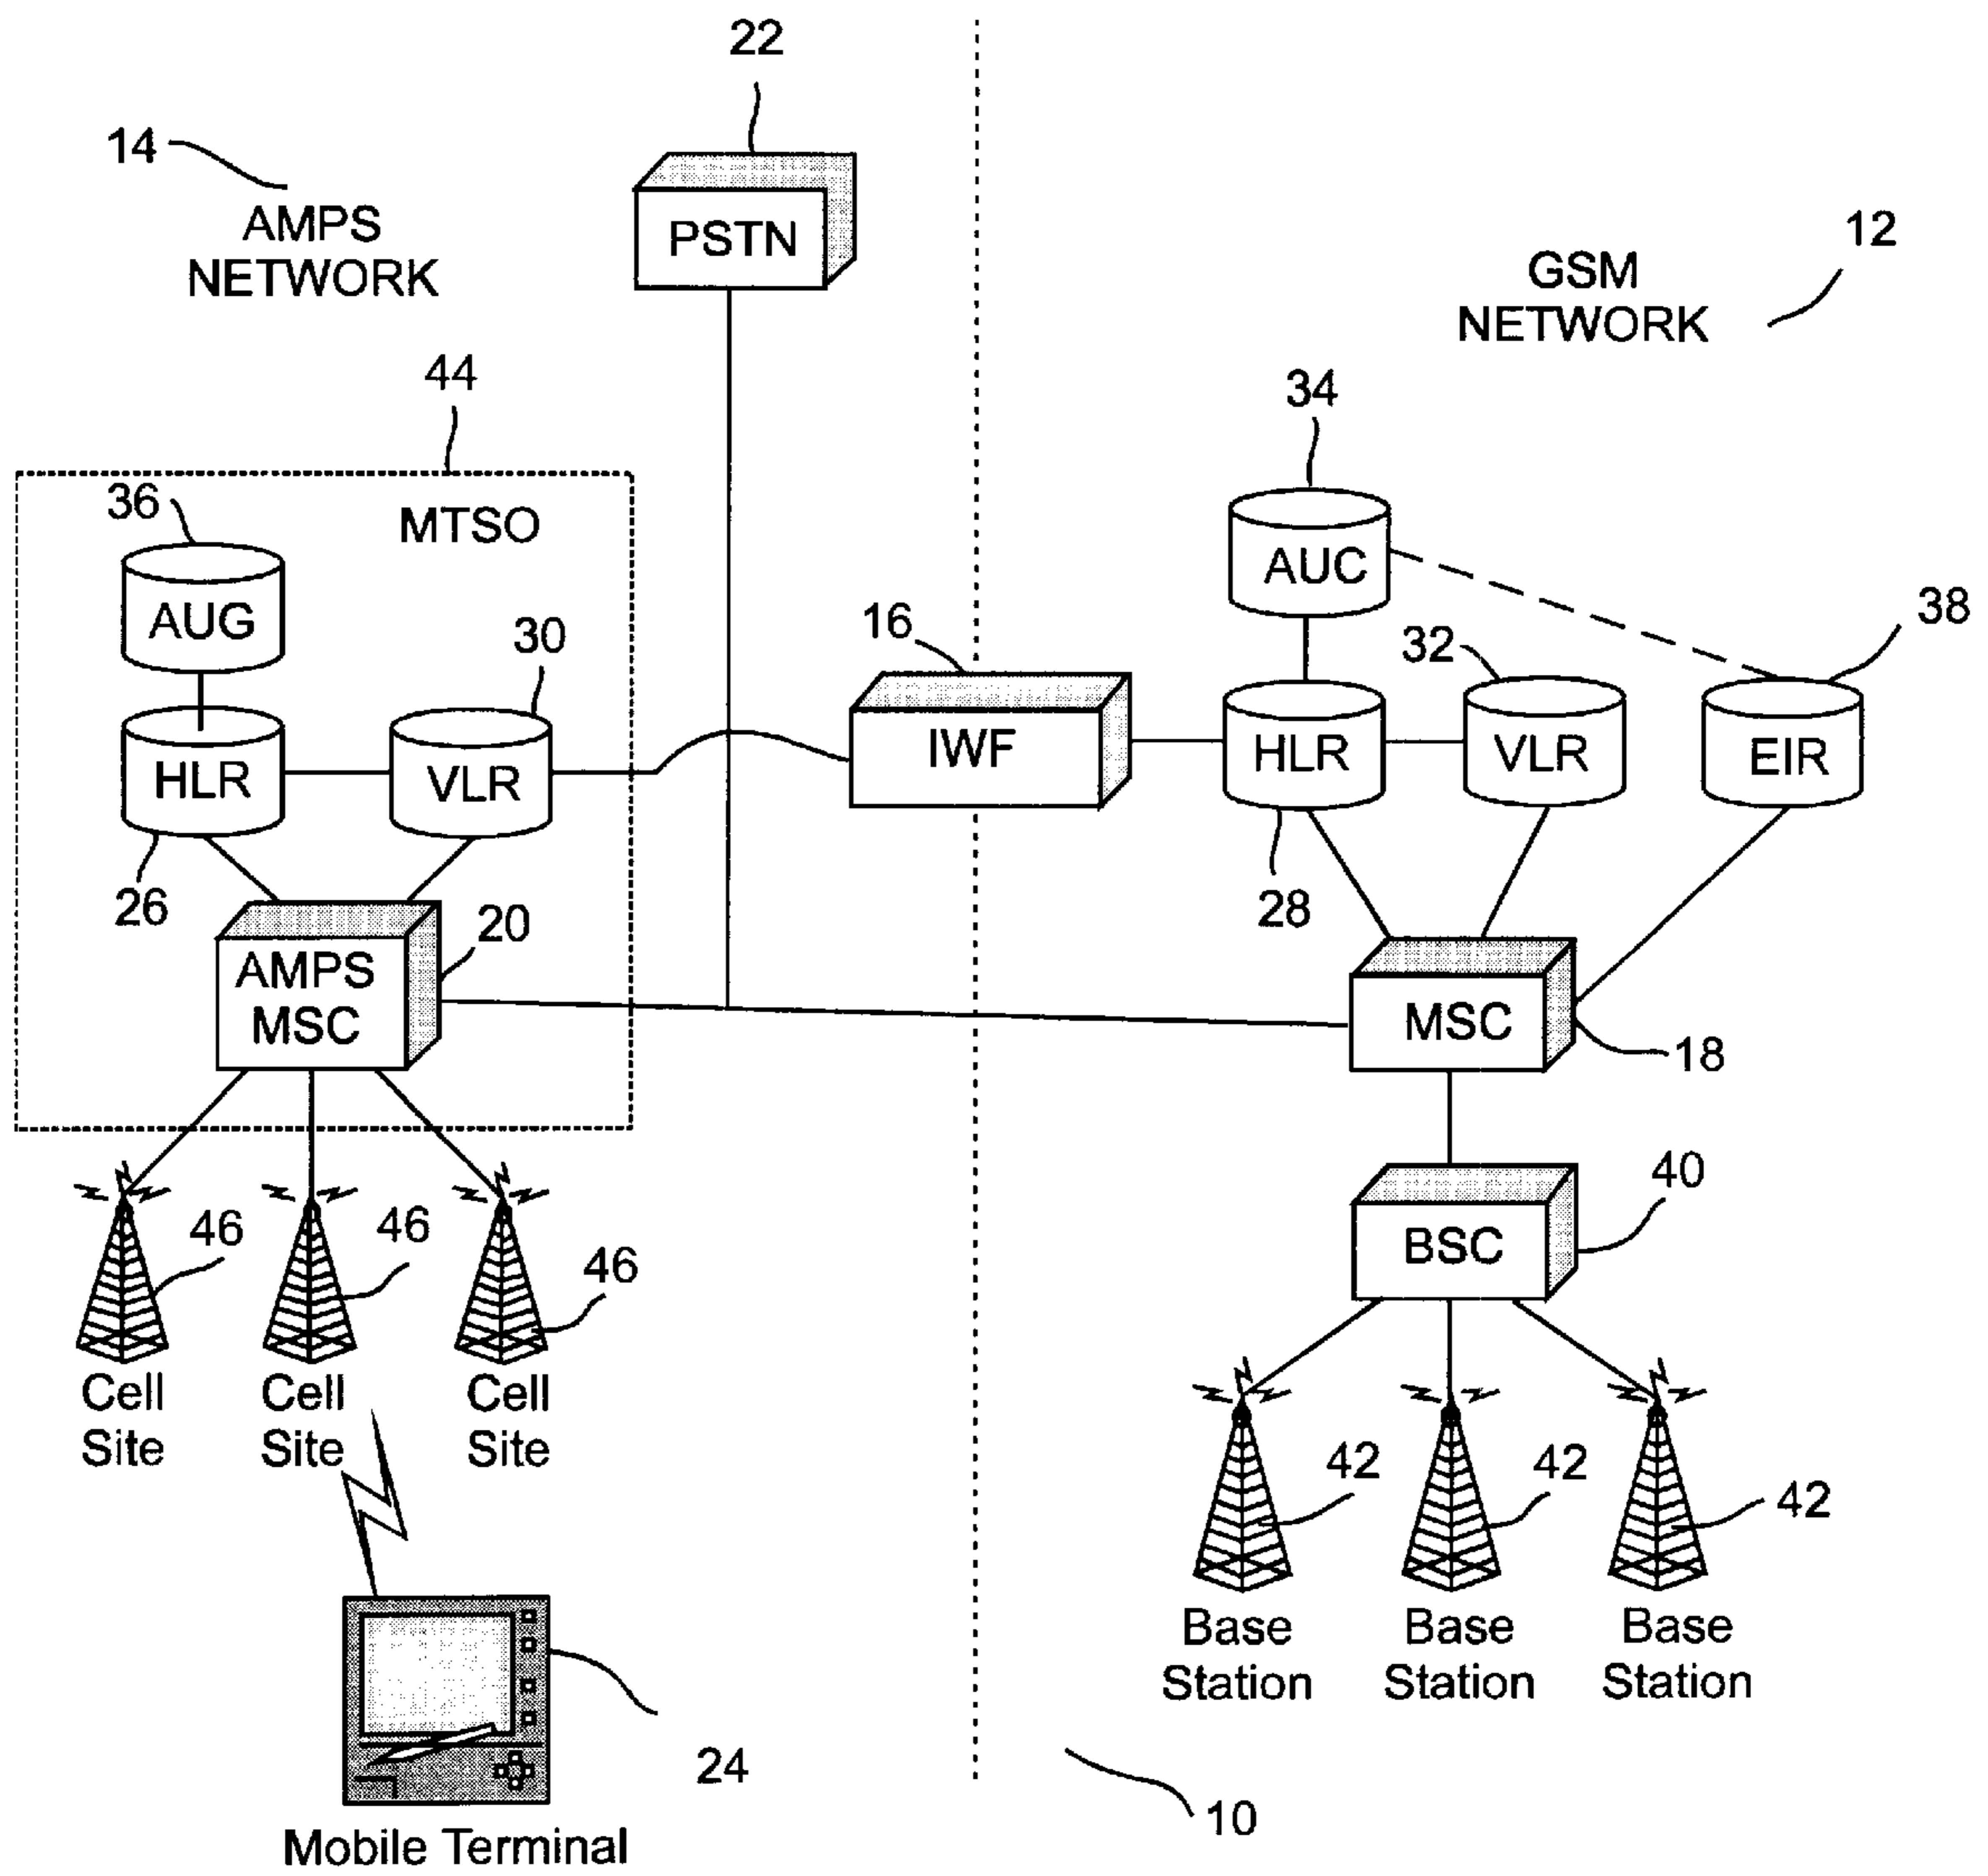 22
14
AMPS
NETWORK
PSTN
12
GSM
NETWORK
44
34
36
MTSO
AUC
AUG
30
16
32
38
HLR
VLR
IWF
HLR
VLR
EIR
26
20
28
AMPS
MSC
MSC
18
46
46
46
40
BSC
Cell
Site
Cell
Site
Cell
Site
42
42
42
Base
Station
Base
Station
Base
Station
24
10
Mobile Terminal